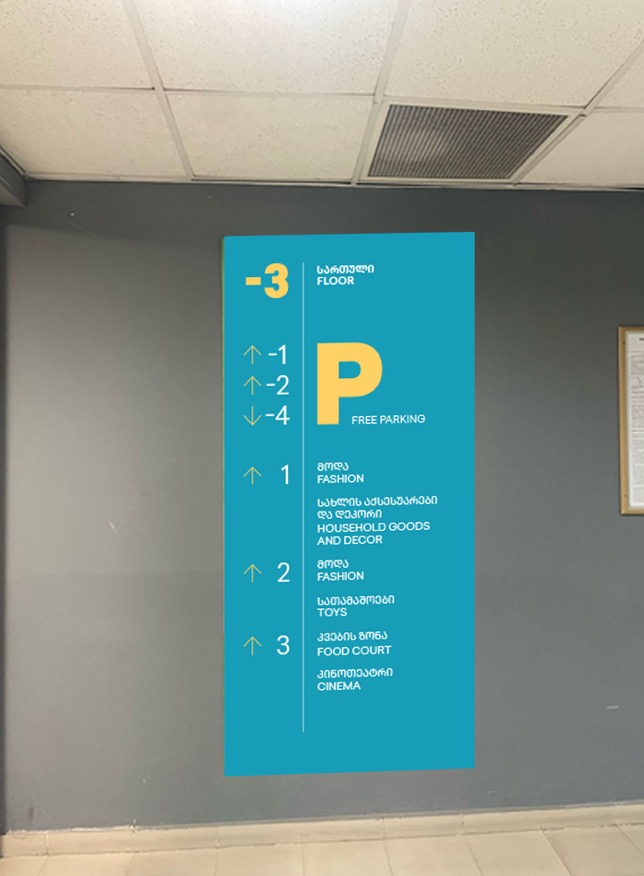 -3 სართული
FLOOR
↑ -1
↑ -2
↓ -4
P FREE PARKING
↑ 1 მოდა
FASHION
სახლის აქსესუარები
და დეკორი
HOUSEHOLD GOODS
AND DECOR
↑ 2 მოდა
FASHION
სათამაშოები
TOYS
↑ 3 კვების ზონა
FOOD COURT
კინოთეატრი
CINEMA